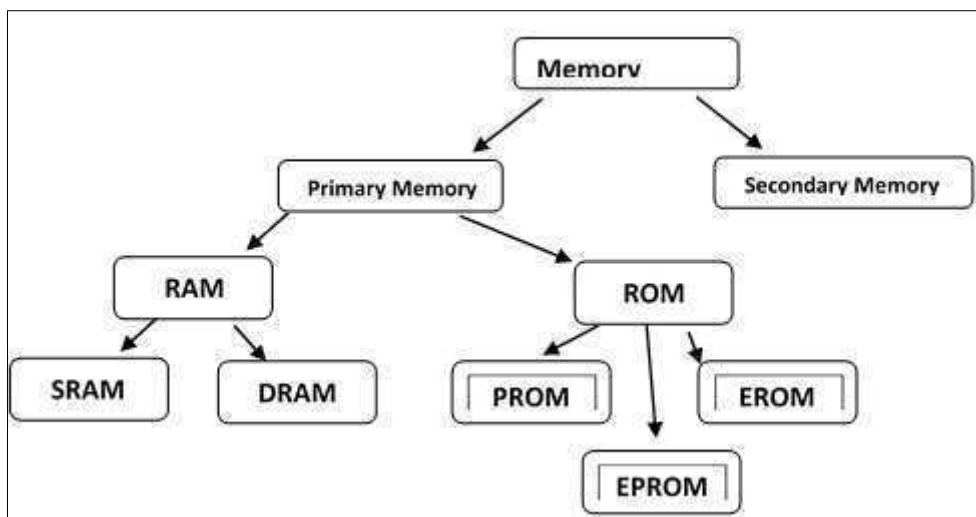 Memory
Primary Memory
Secondary Memory
RAM
ROM
SRAM
DRAM
PROM
EROM
EPROM